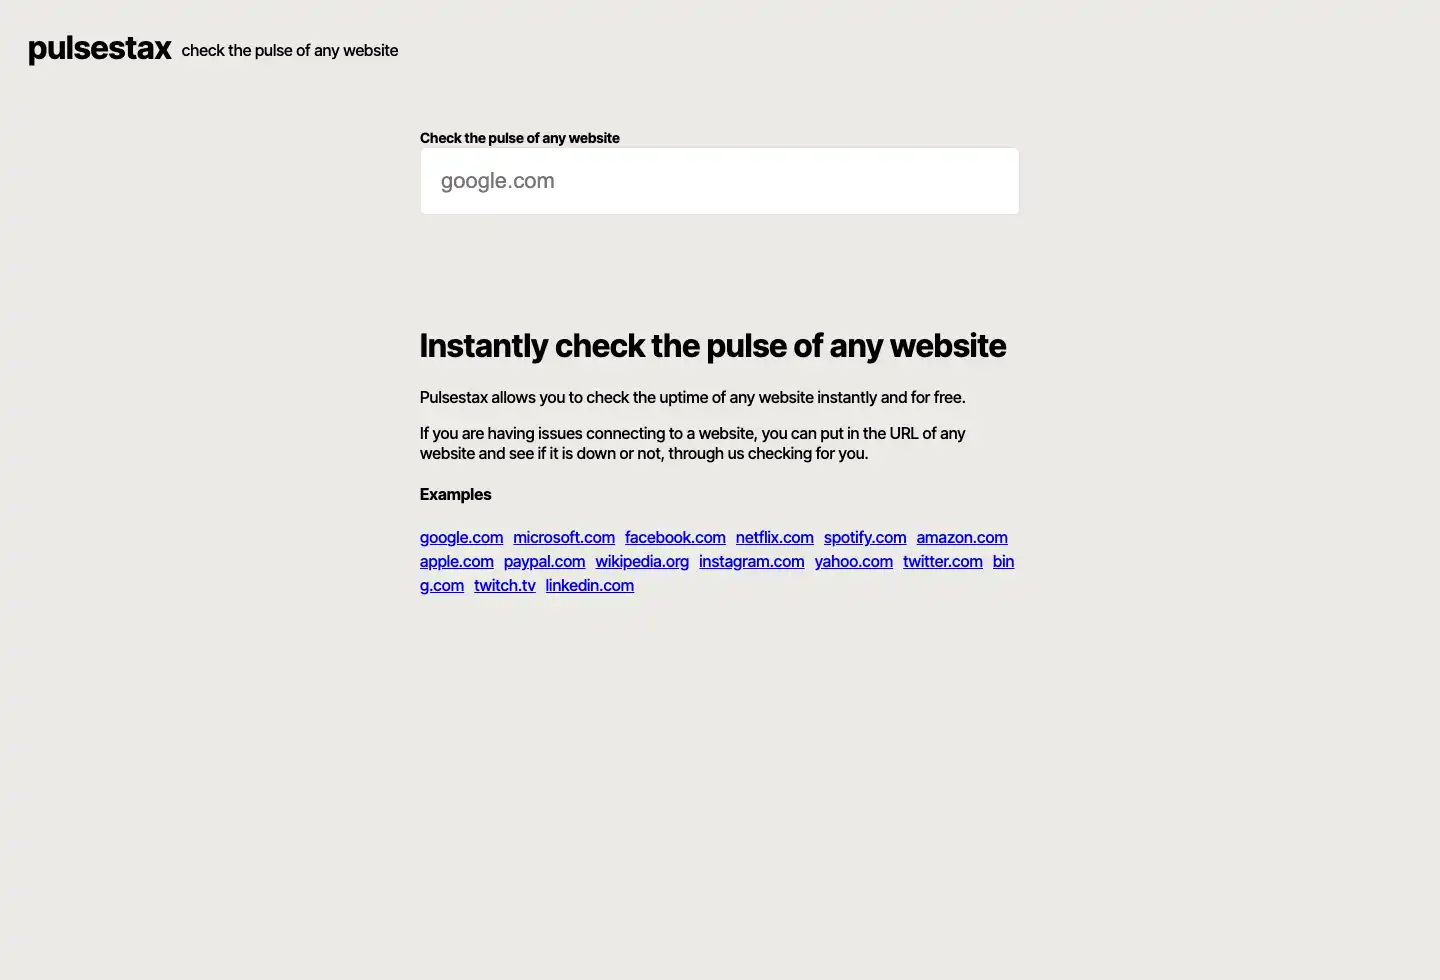 pulsestax check the pulse of any website
Check the pulse of any website
google.com
Instantly check the pulse of any website
Pulsestax allows you to check the uptime of any website instantly and for free.
If you are having issues connecting to a website, you can put in the URL of any
website and see if it is down or not, through us checking for you.
Examples
google.com microsoft.com facebook.com netflix.com spotify.com amazon.com
apple.com paypal.com wikipedia.org instagram.com yahoo.com twitter.com bin
g.com twitch.tv linkedin.com